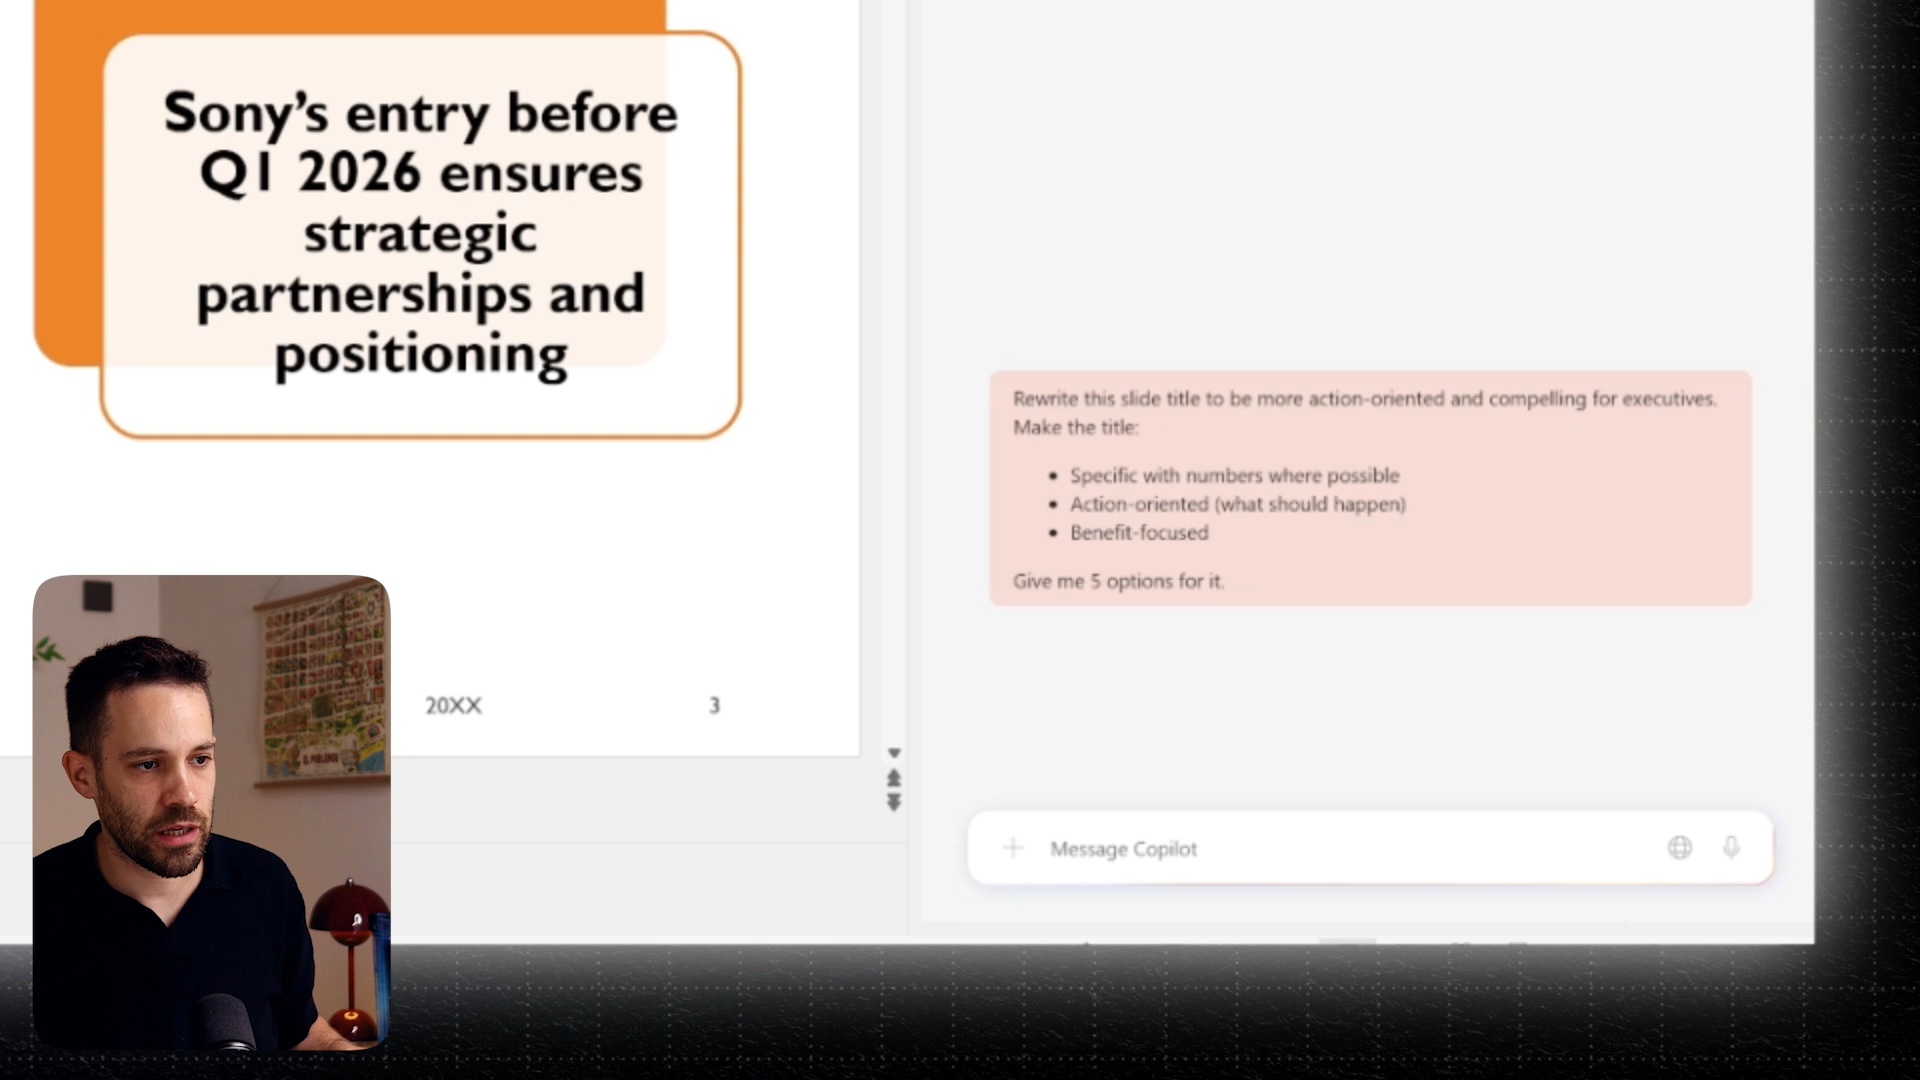 Sony’s entry before
Q1 2026 ensures
strategic
partnerships and
positioning
20XX
3
Rewrite this slide title to be more action-oriented and compelling for executives.
Make the title:
• Specific with numbers where possible
• Action-oriented (what should happen)
• Benefit-focused
Give me 5 options for it.
Message Copilot